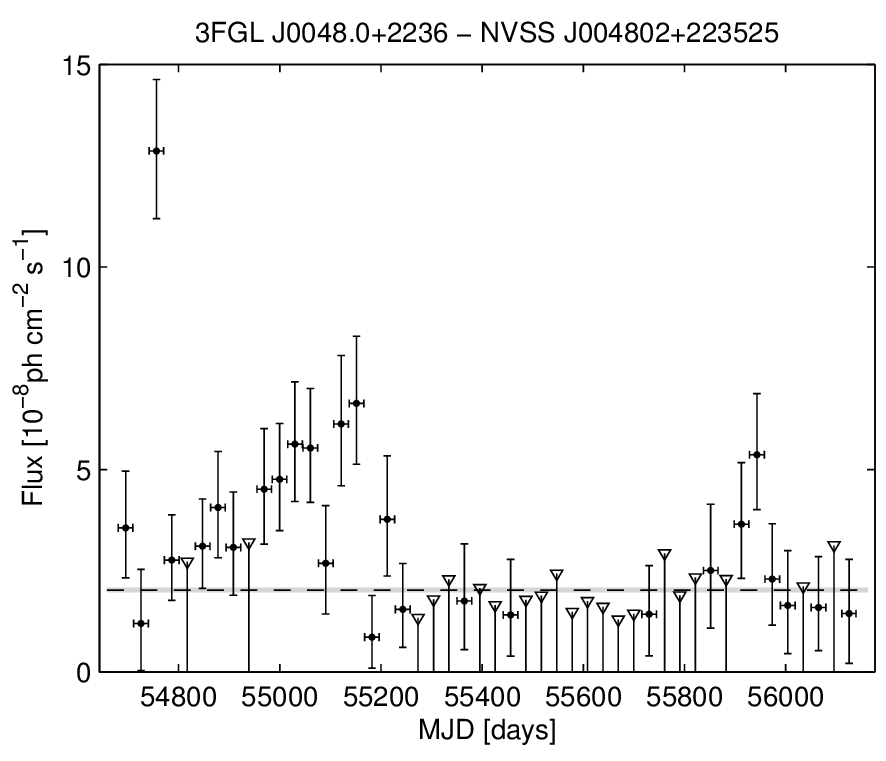 3FGL J0048.0+2236 − NVSS J004802+223525
15
10
5
0
Flux [10⁻⁸ph cm⁻² s⁻¹]
54800 55000 55200 55400 55600 55800 56000
MJD [days]